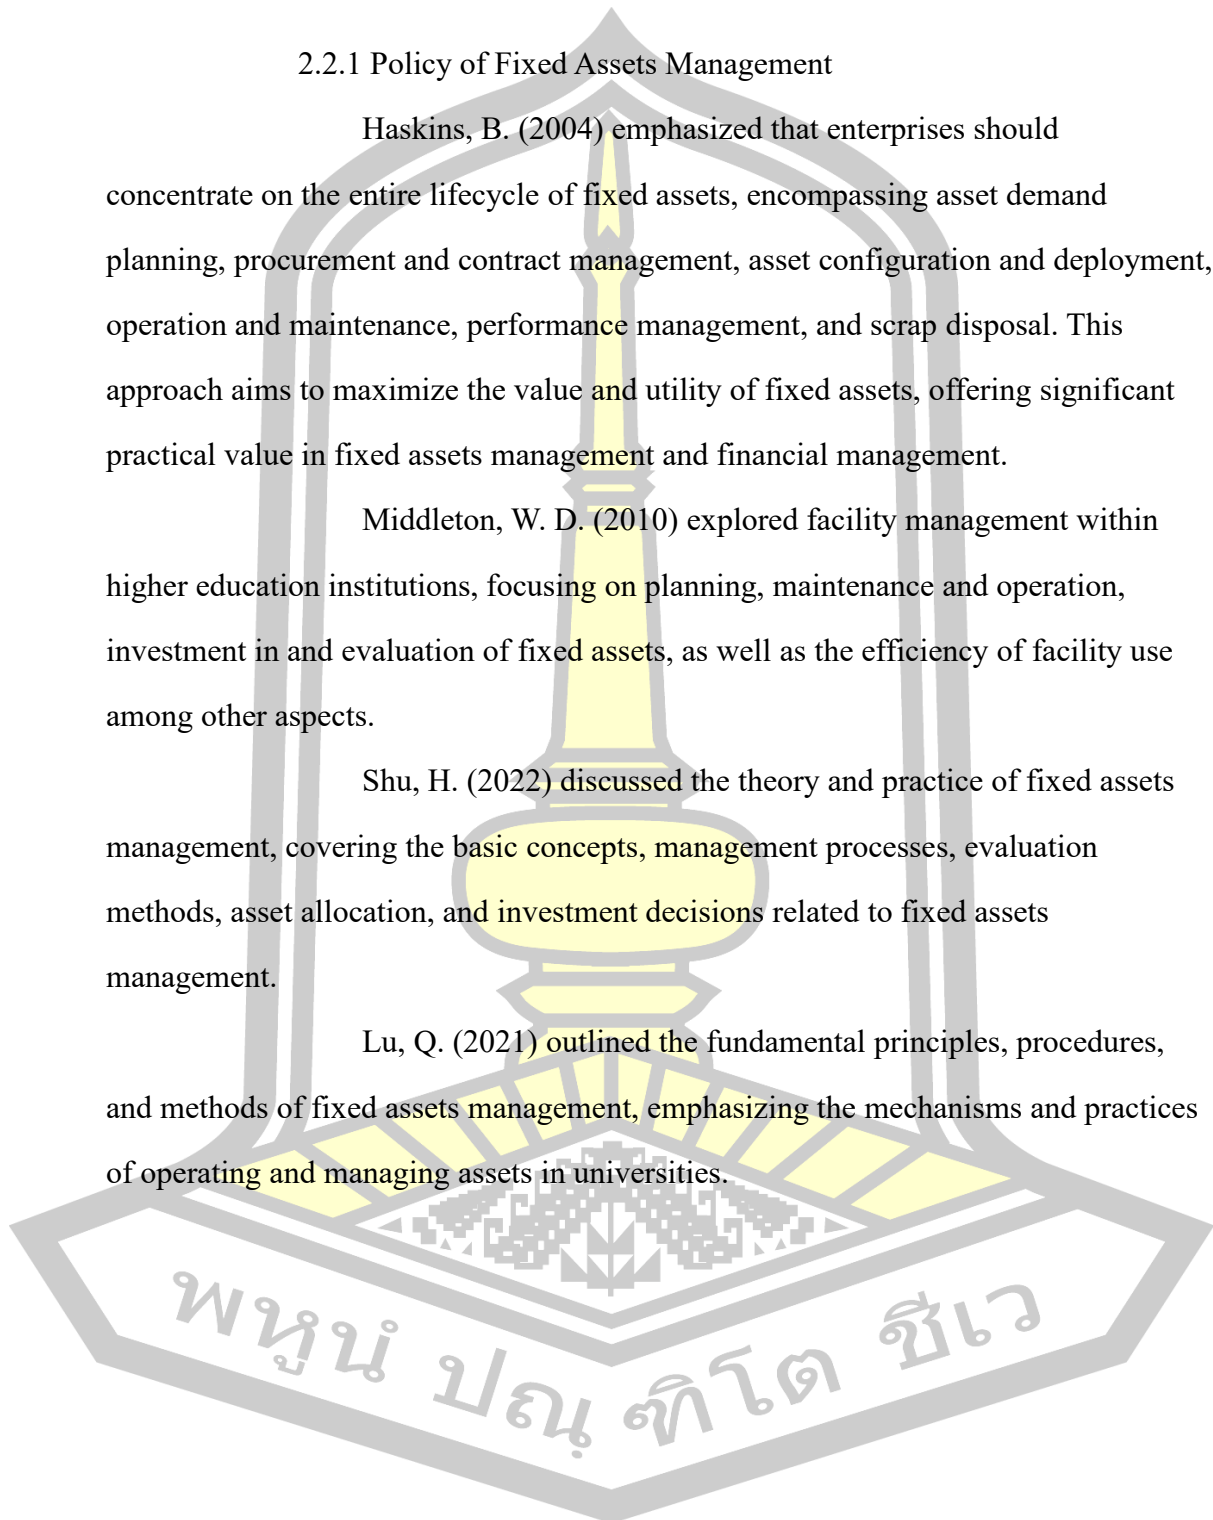 2.2.1 Policy of Fixed Assets Management
Haskins, B. (2004) emphasized that enterprises should
concentrate on the entire lifecycle of fixed assets, encompassing asset demand
planning, procurement and contract management, asset configuration and deployment,
operation and maintenance, performance management, and scrap disposal. This
approach aims to maximize the value and utility of fixed assets, offering significant
practical value in fixed assets management and financial management.
Middleton, W. D. (2010) explored facility management within
higher education institutions, focusing on planning, maintenance and operation,
investment in and evaluation of fixed assets, as well as the efficiency of facility use
among other aspects.
Shu, H. (2022) discussed the theory and practice of fixed assets
management, covering the basic concepts, management processes, evaluation
methods, asset allocation, and investment decisions related to fixed assets
management.
Lu, Q. (2021) outlined the fundamental principles, procedures,
and methods of fixed assets management, emphasizing the mechanisms and practices
of operating and managing assets in universities.
พหูนํ ปณฺ ฑิโต ชีเว